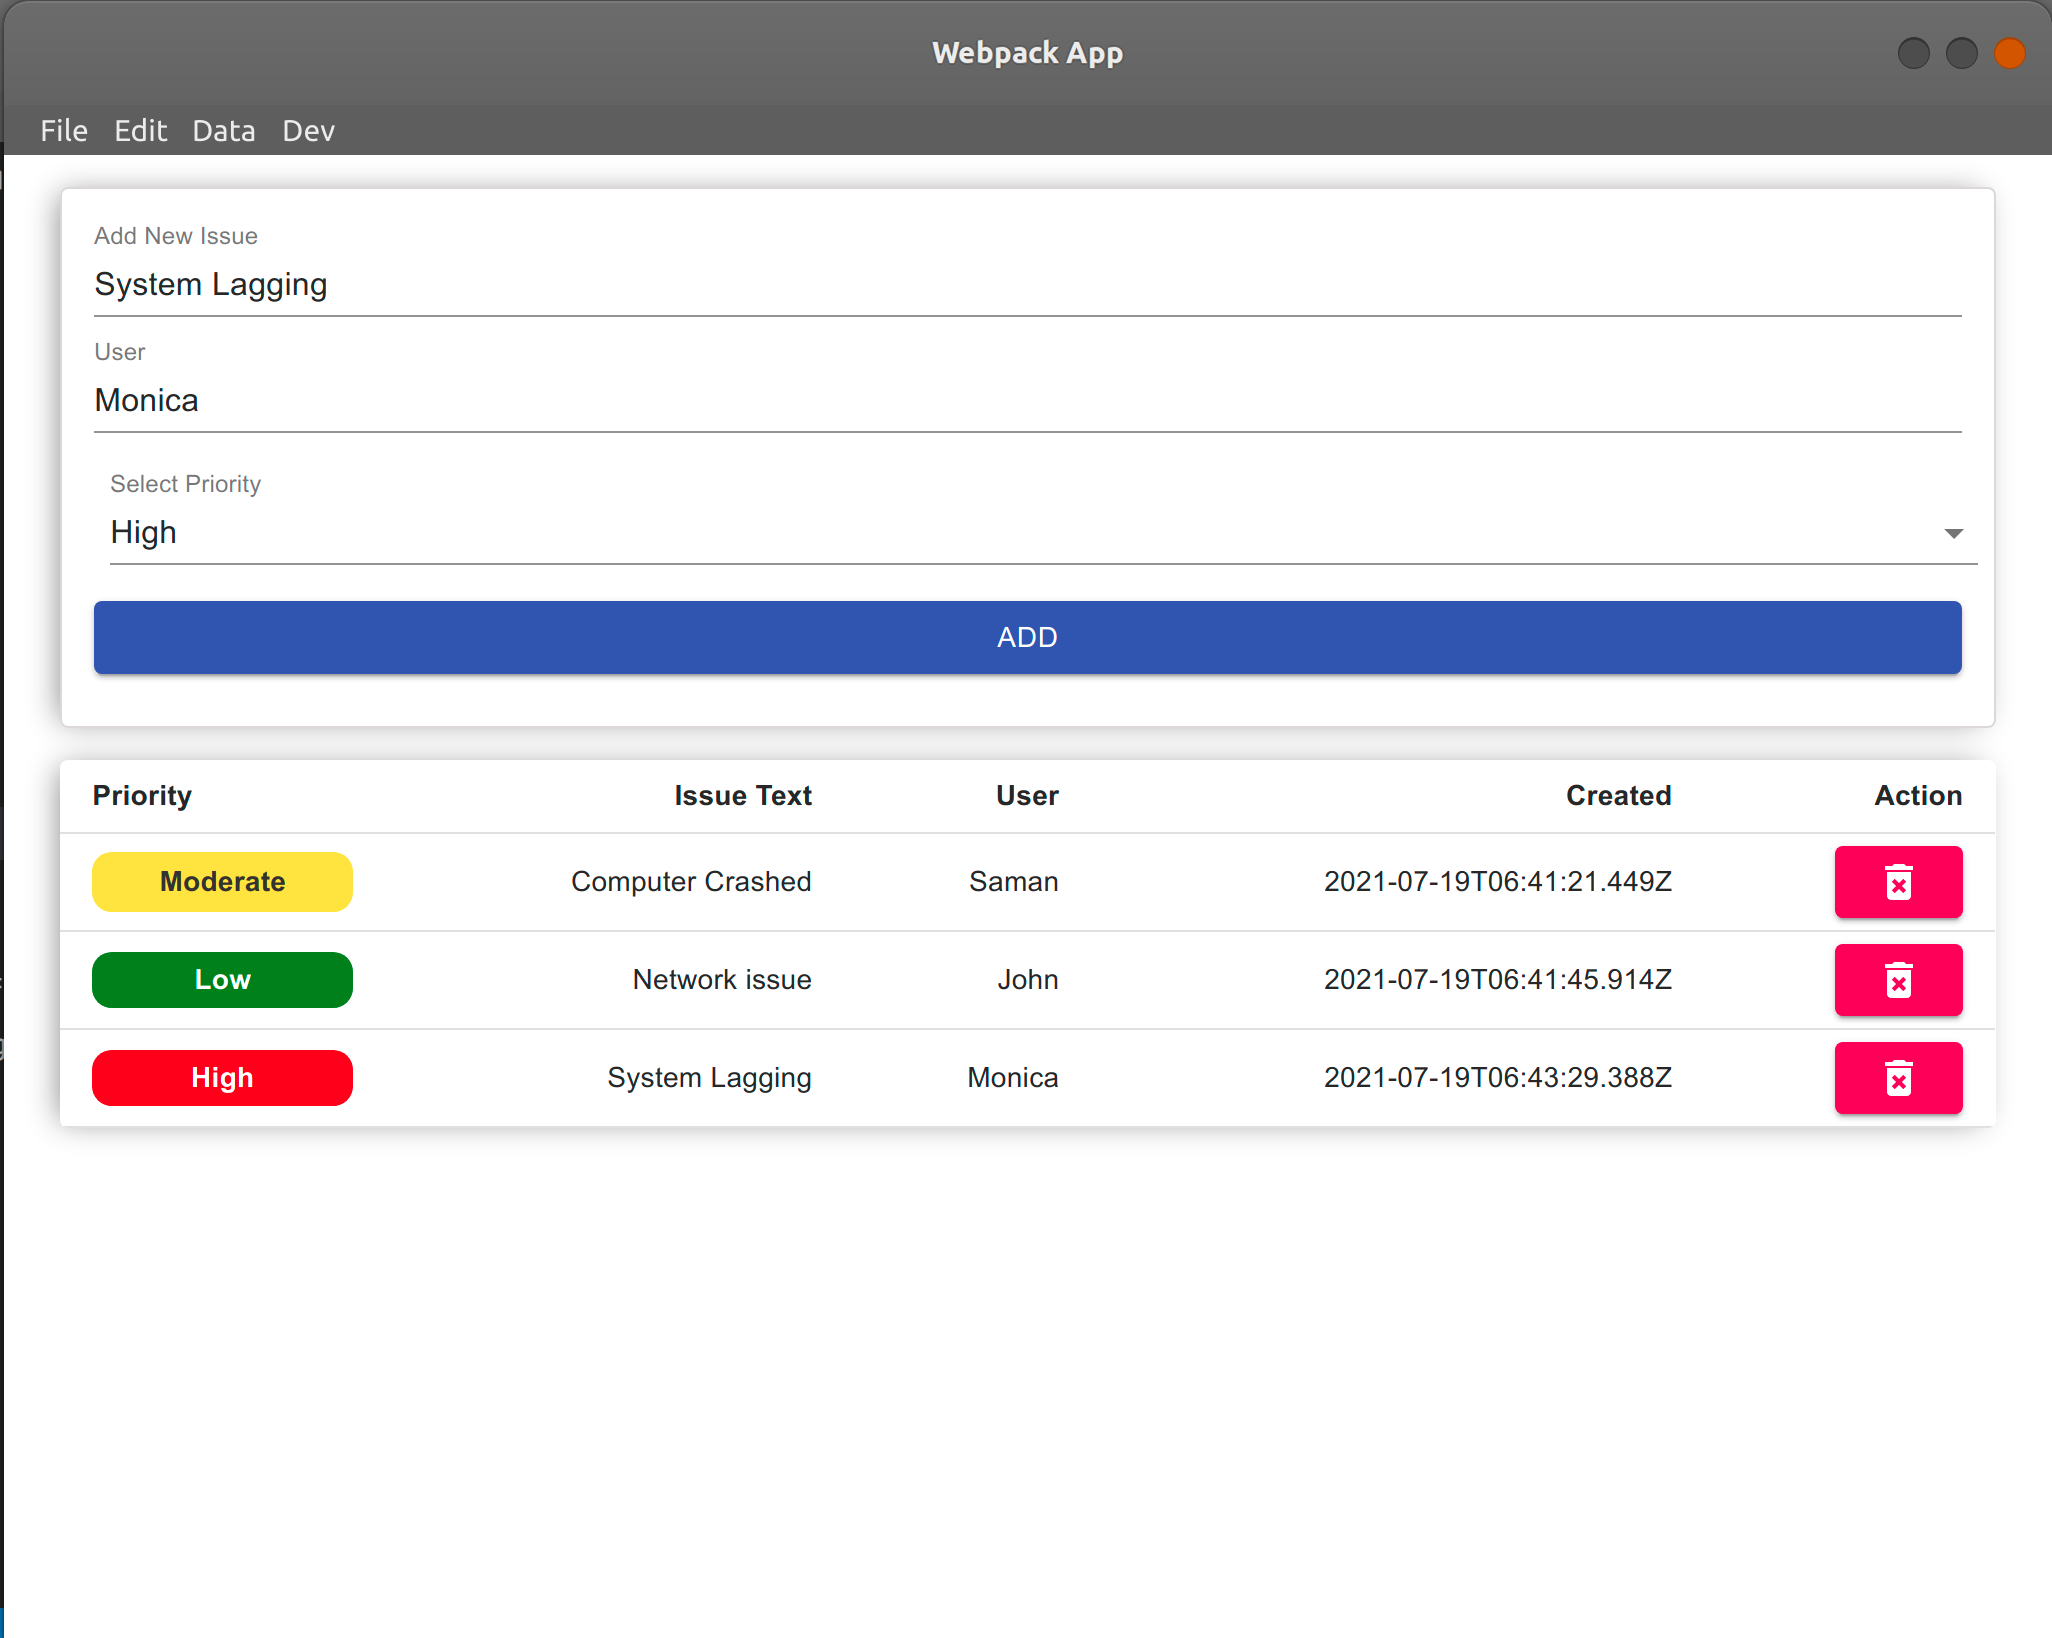 Webpack App
File Edit Data Dev
Add New Issue
System Lagging
User
Monica
Select Priority
High
ADD
Priority Issue Text User Created Action
Moderate Computer Crashed Saman 2021-07-19T06:41:21.449Z
Low Network issue John 2021-07-19T06:41:45.914Z
High System Lagging Monica 2021-07-19T06:43:29.388Z